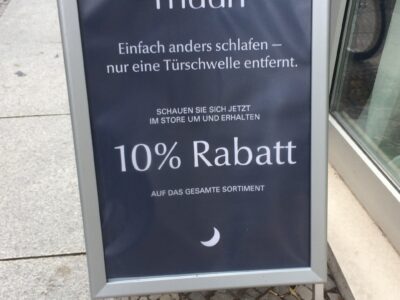 Einfach anders schlafen –
nur eine Türschwelle entfernt.
SCHAUEN SIE SICH JETZT
IM STORE UM UND ERHALTEN
10% Rabatt
AUF DAS GESAMTE SORTIMENT